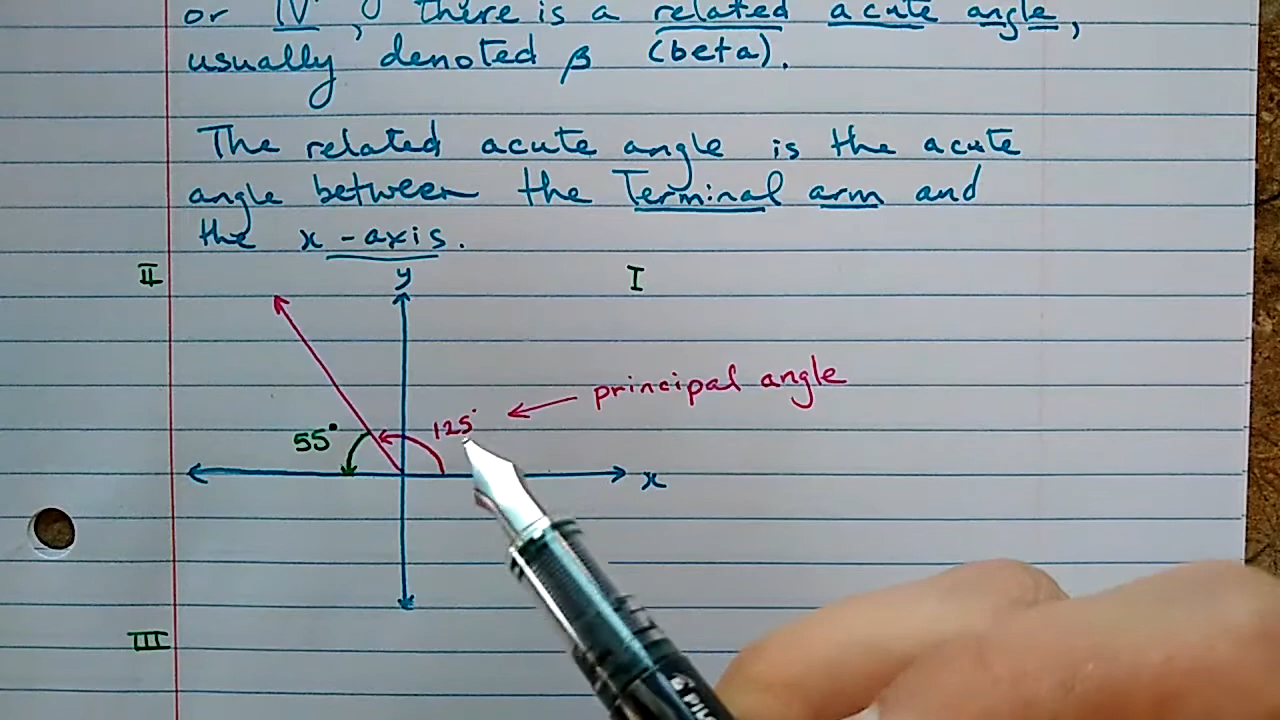 or IV, there is a related acute angle,
usually denoted β (beta).
The related acute angle is the acute
angle between the Terminal arm and
the x-axis.
II
y
I
principal angle
125°
55°
x
III
PIL